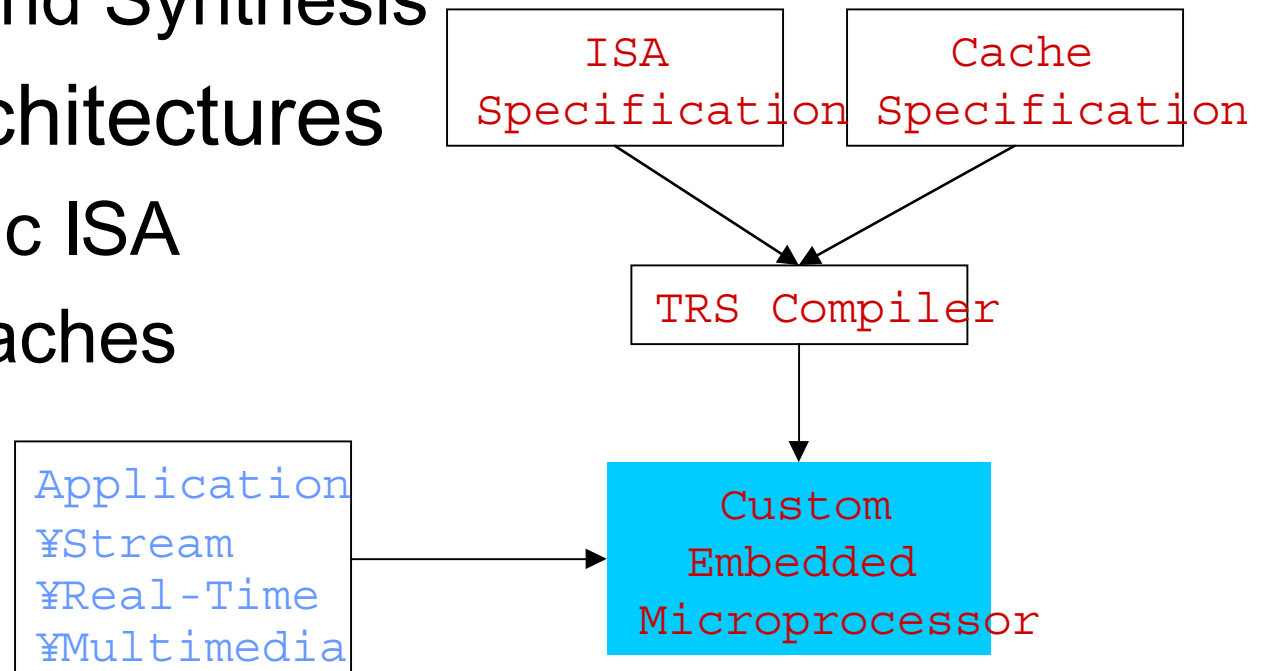 nd Synthesis
chitectures
c ISA
aches
ISA
Specification
Cache
Specification
TRS Compiler
Application
¥Stream
¥Real-Time
¥Multimedia
Custom
Embedded
Microprocessor